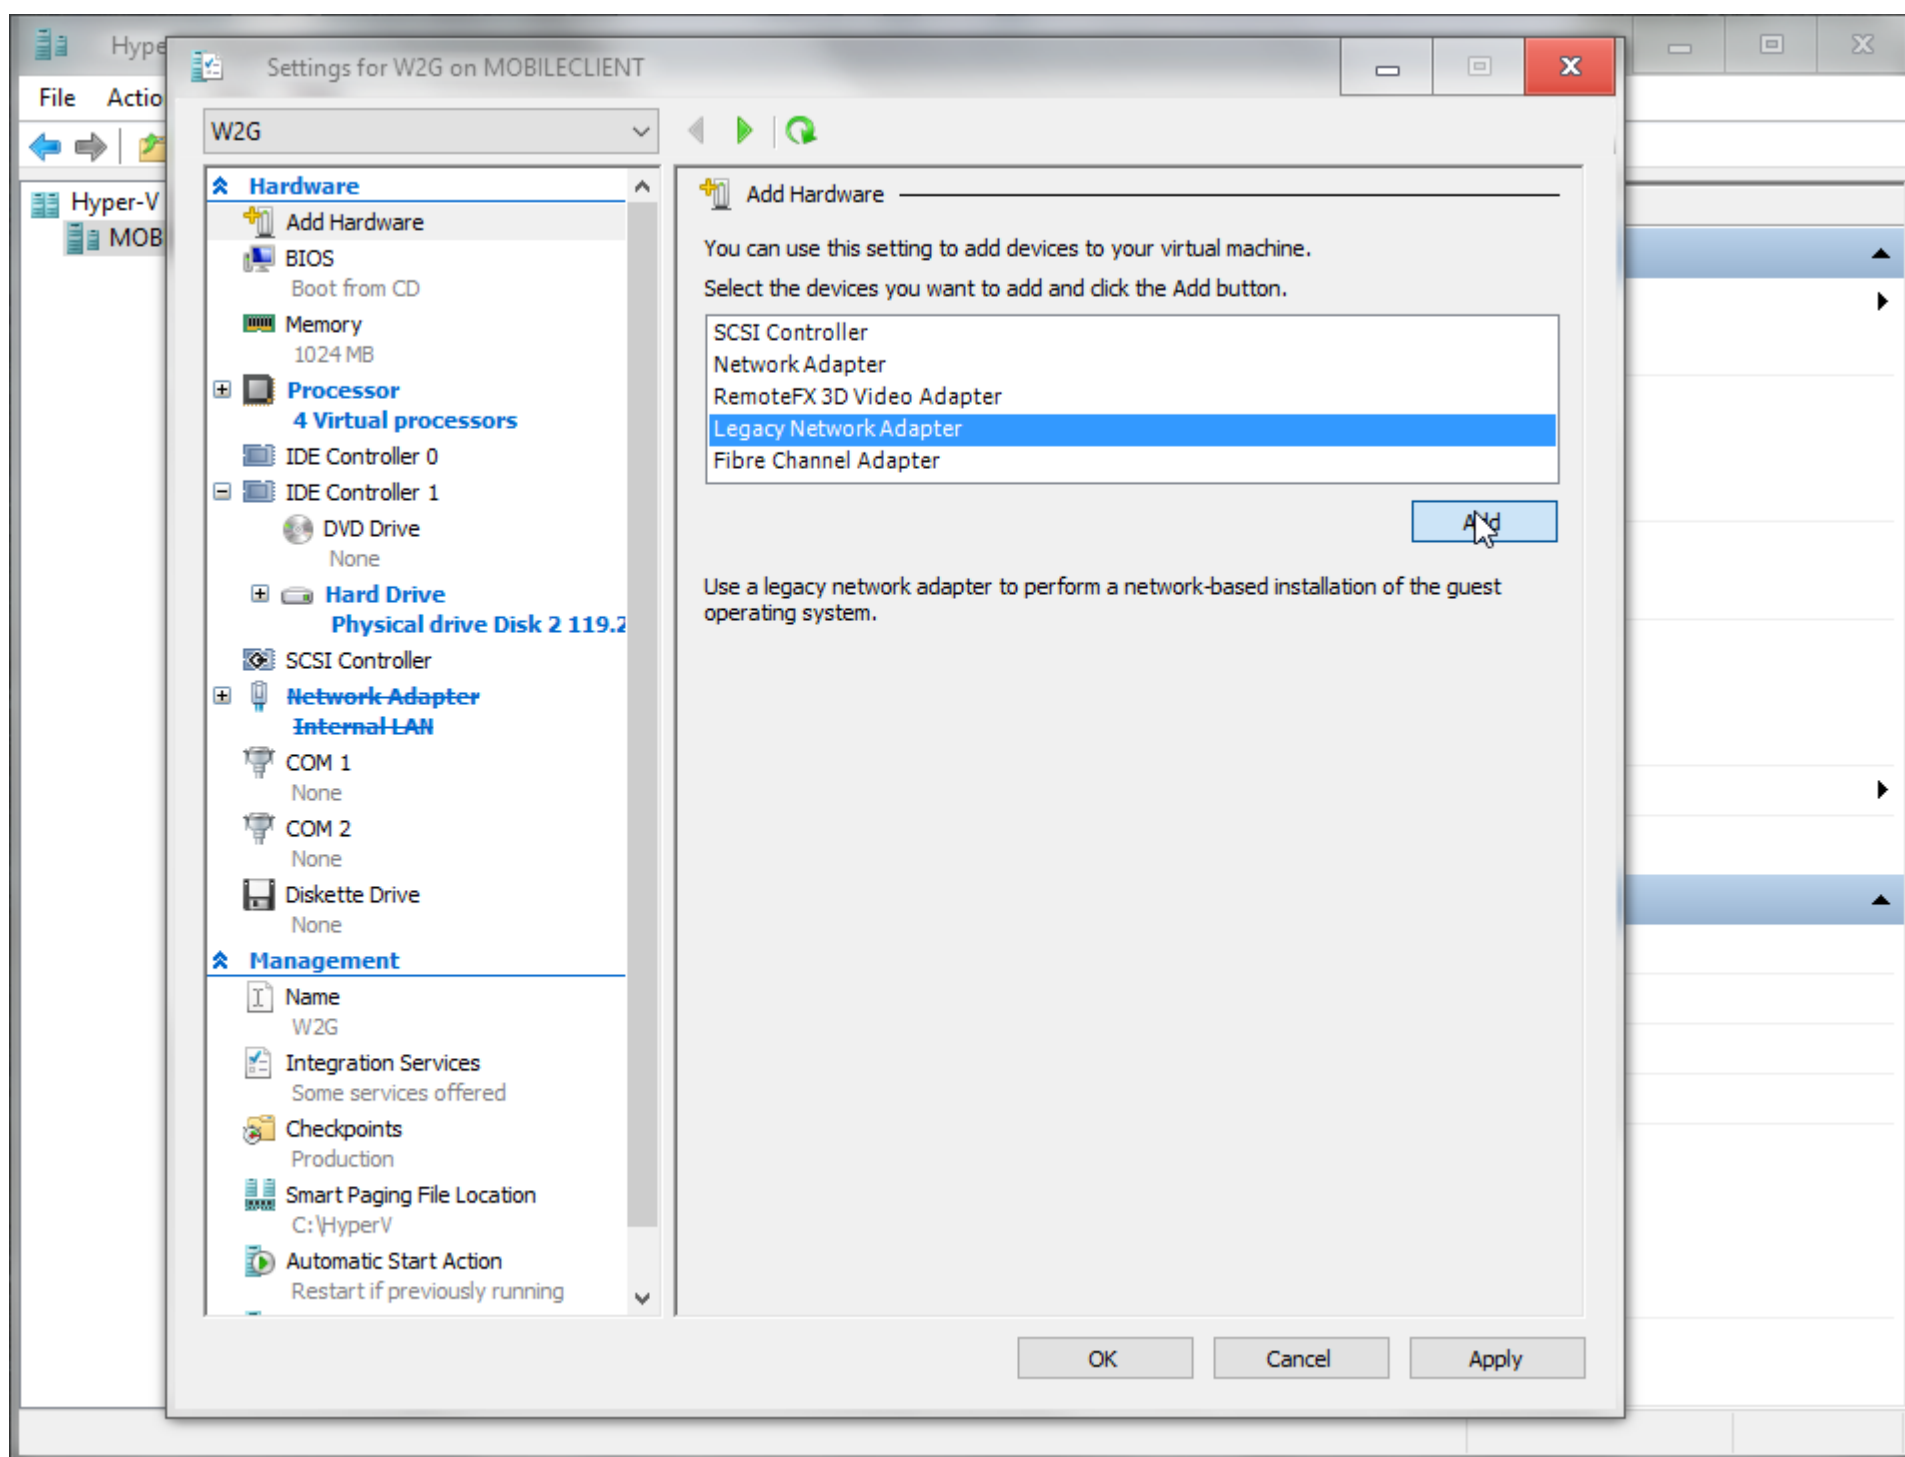 Hype
Settings for W2G on MOBILECLIENT
File Actio
W2G
Hyper-V
MOB
Hardware
Add Hardware
BIOS
Boot from CD
Memory
1024 MB
Processor
4 Virtual processors
IDE Controller 0
IDE Controller 1
DVD Drive
None
Hard Drive
Physical drive Disk 2 119.2
SCSI Controller
Network Adapter
Internal LAN
COM 1
None
COM 2
None
Diskette Drive
None
Management
Name
W2G
Integration Services
Some services offered
Checkpoints
Production
Smart Paging File Location
C:\HyperV
Automatic Start Action
Restart if previously running
Add Hardware
You can use this setting to add devices to your virtual machine.
Select the devices you want to add and click the Add button.
SCSI Controller
Network Adapter
RemoteFX 3D Video Adapter
Legacy Network Adapter
Fibre Channel Adapter
Add
Use a legacy network adapter to perform a network-based installation of the guest
operating system.
OK Cancel Apply